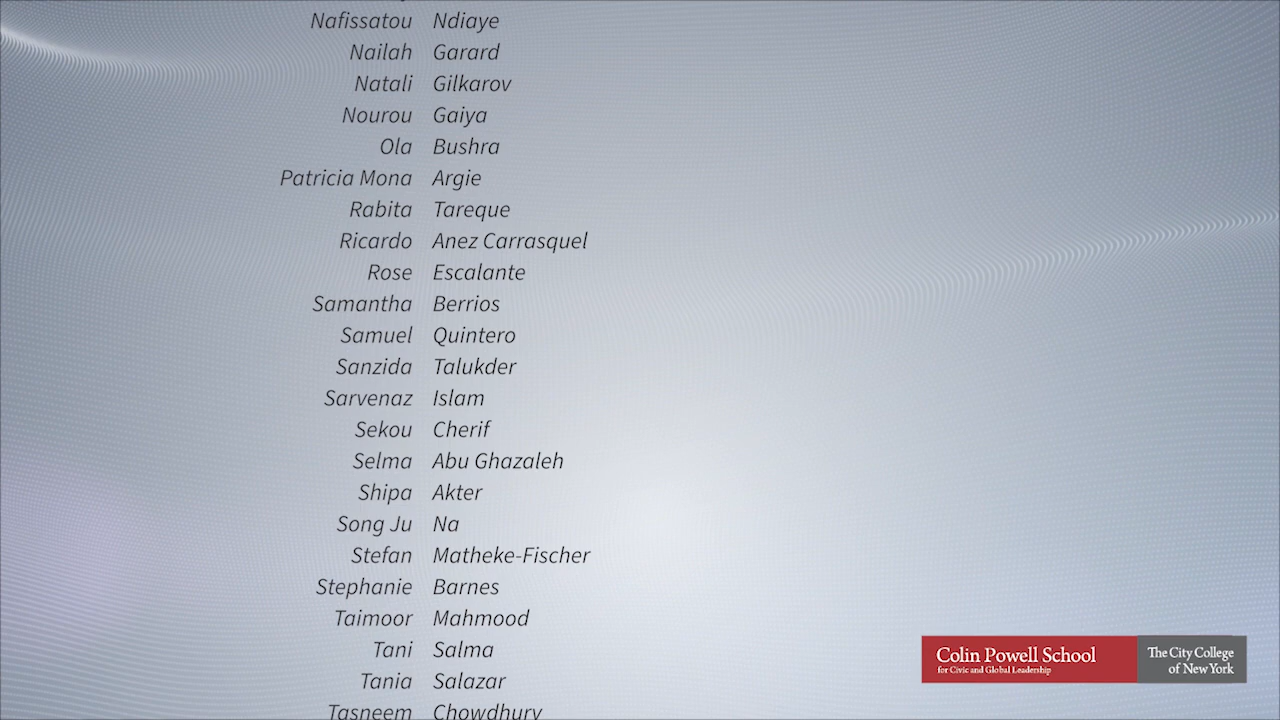 Nafissatou Ndiaye
Nailah Garard
Natali Gilkarov
Nourou Gaiya
Ola Bushra
Patricia Mona Argie
Rabita Tareque
Ricardo Anez Carrasquel
Rose Escalante
Samantha Berrios
Samuel Quintero
Sanzida Talukder
Sarvenaz Islam
Sekou Cherif
Selma Abu Ghazaleh
Shipa Akter
Song Ju Na
Stefan Matheke-Fischer
Stephanie Barnes
Taimoor Mahmood
Tani Salma
Tania Salazar
Tasneem Chowdhury
Colin Powell School
for Civic and Global Leadership
The City College
of New York